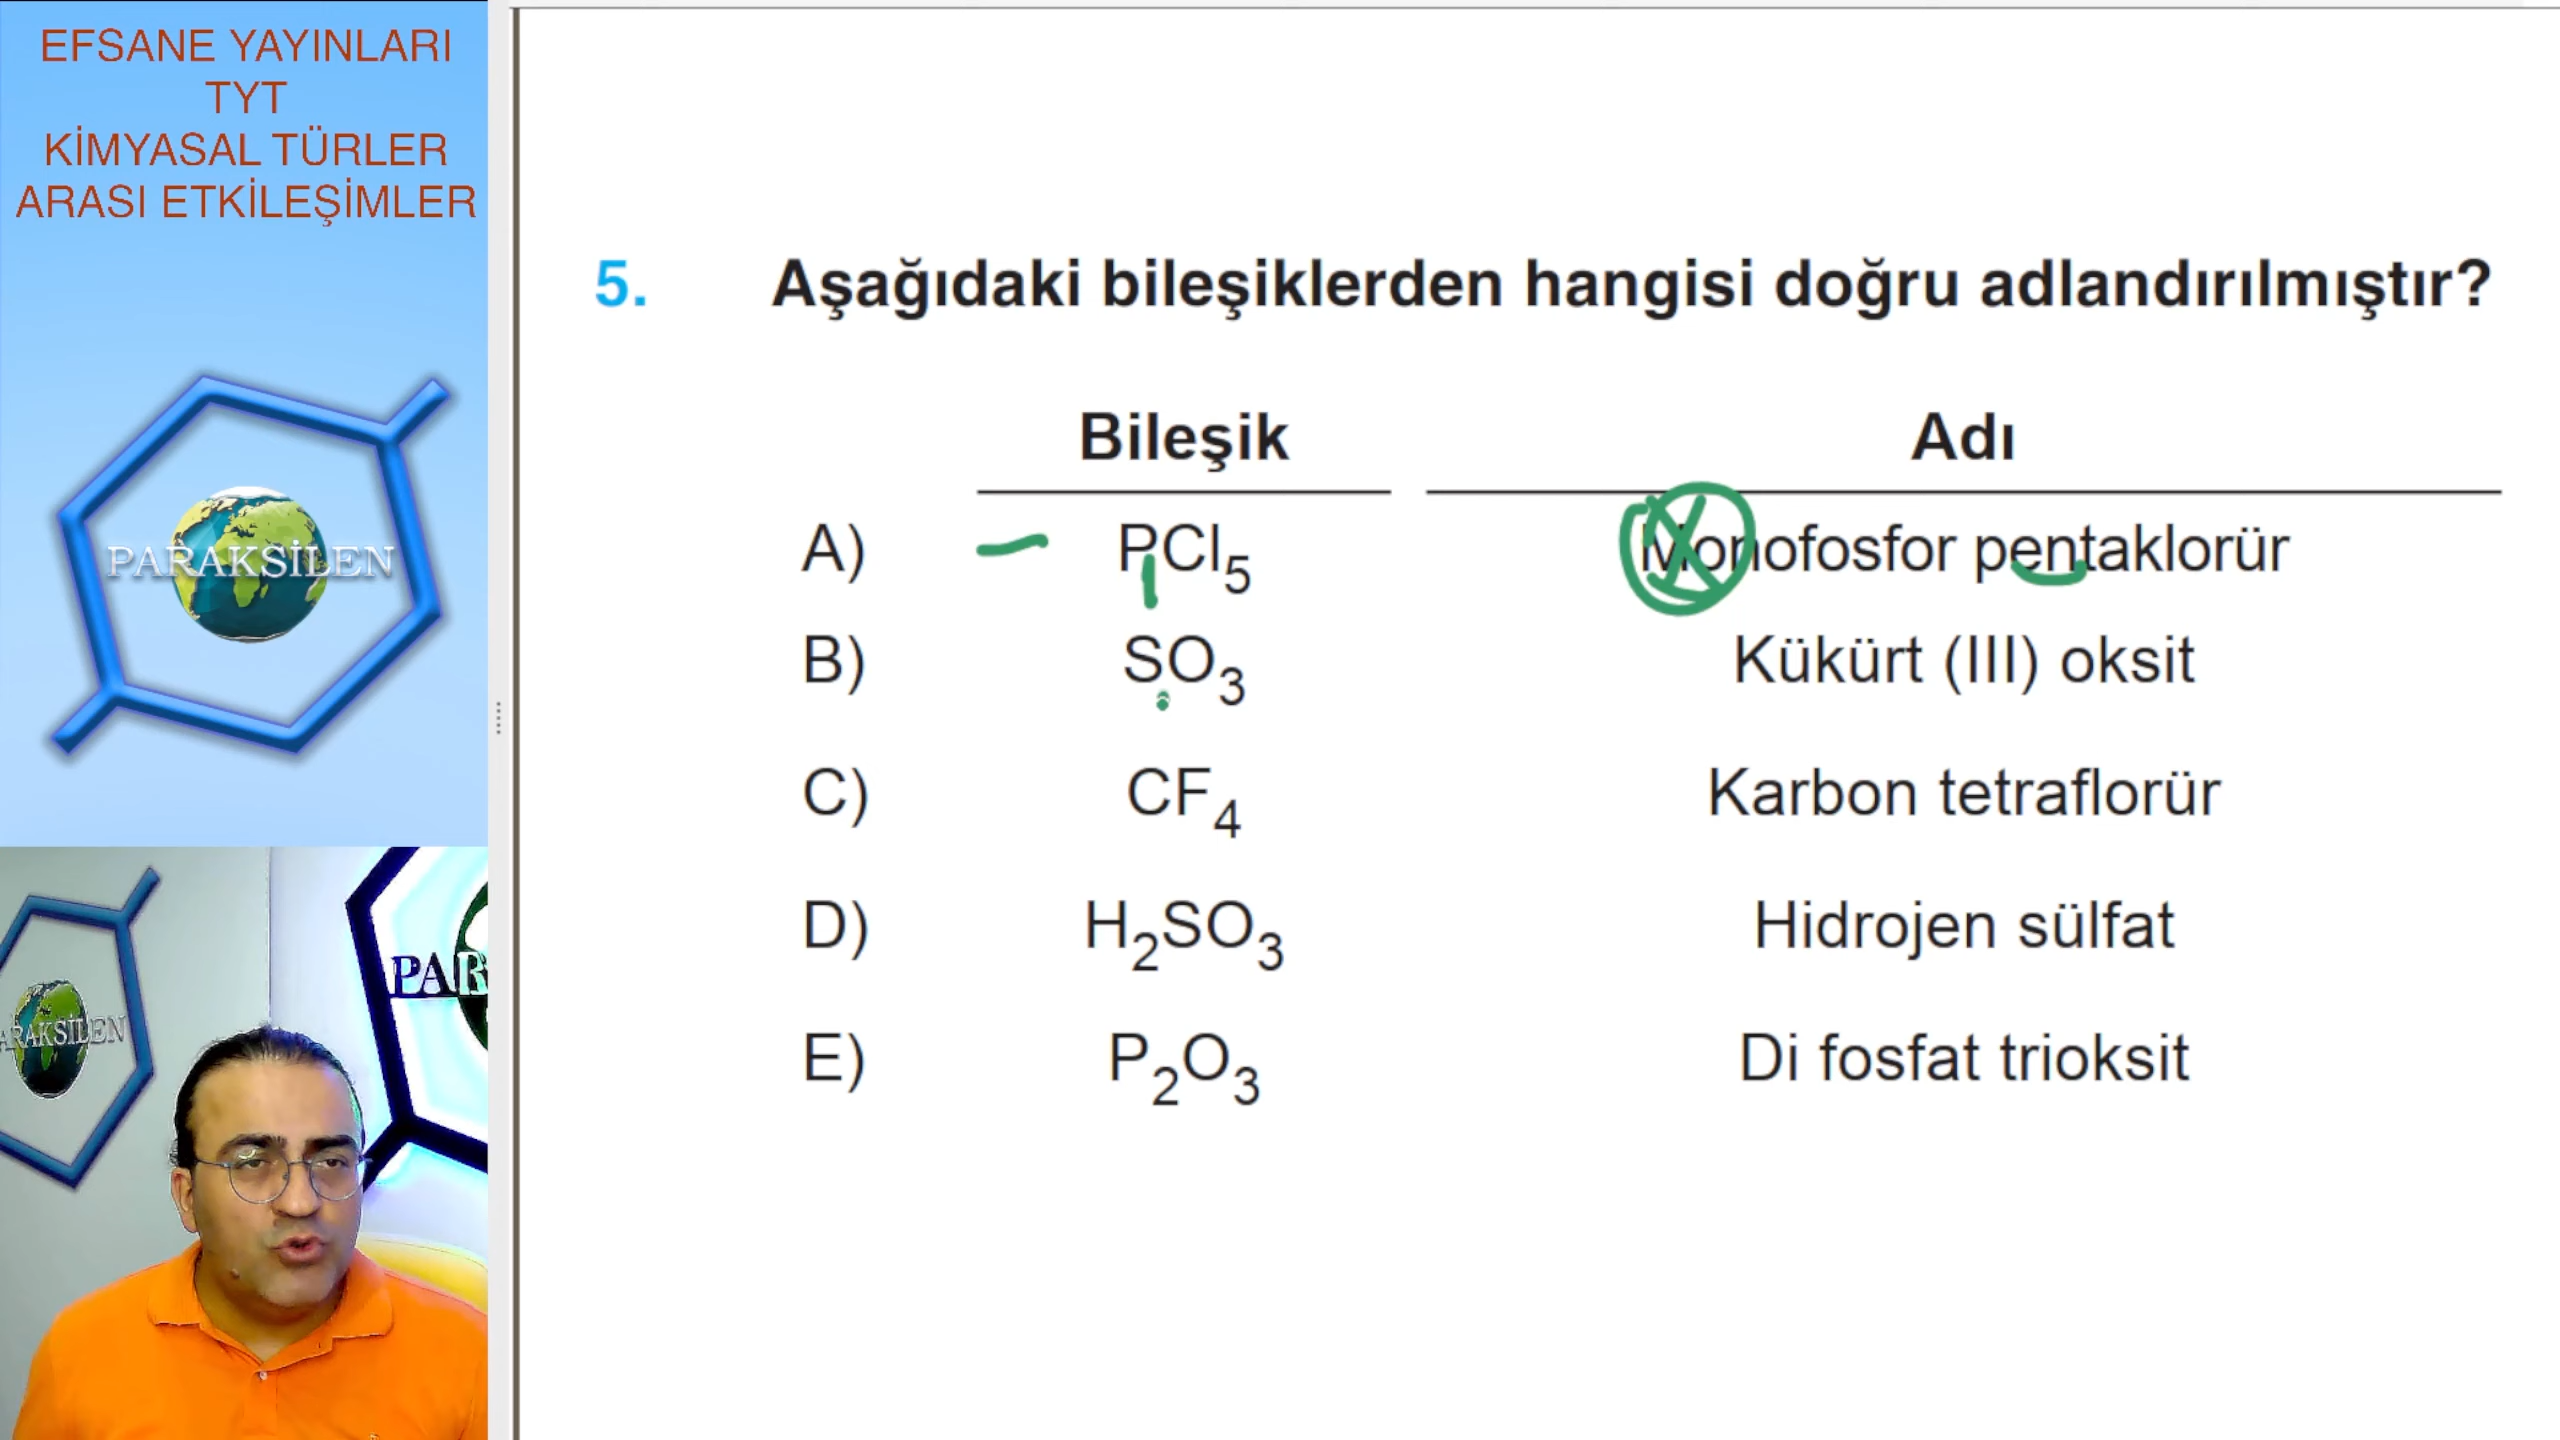 EFSANE YAYINLARI
TYT
KİMYASAL TÜRLER
ARASI ETKİLEŞİMLER
PARAKSİLEN
PAR
ARAKSİLEN
5. Aşağıdaki bileşiklerden hangisi doğru adlandırılmıştır?
Bileşik Adı
A) PCl5 Monofosfor pentaklorür
B) SO3 Kükürt (III) oksit
C) CF4 Karbon tetraflorür
D) H2SO3 Hidrojen sülfat
E) P2O3 Di fosfat trioksit